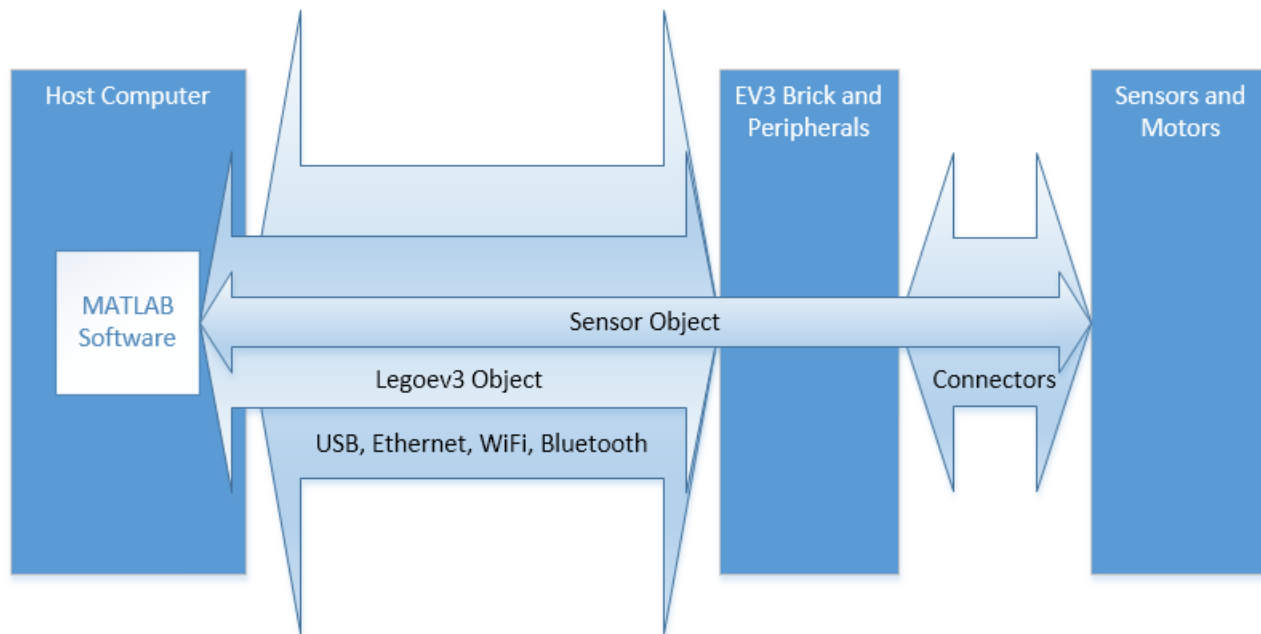 Host Computer
EV3 Brick and
Peripherals
Sensors and
Motors
MATLAB
Software
Sensor Object
Legoev3 Object
Connectors
USB, Ethernet, WiFi, Bluetooth